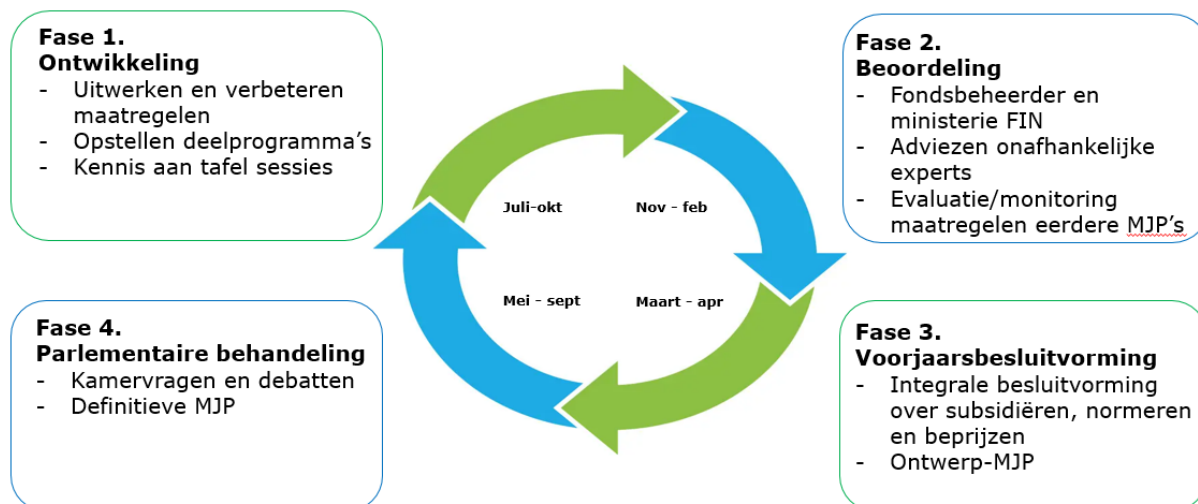 Fase 1.
Ontwikkeling
- Uitwerken en verbeteren
maatregelen
- Opstellen deelprogramma’s
- Kennis aan tafel sessies
Fase 2.
Beoordeling
- Fondsbeheerder en
ministerie FIN
- Adviezen onafhankelijke
experts
- Evaluatie/monitoring
maatregelen eerdere MJP’s
Juli-okt
Nov - feb
Mei - sept
Maart - apr
Fase 4.
Parlementaire behandeling
- Kamervragen en debatten
- Definitieve MJP
Fase 3.
Voorjaarsbesluitvorming
- Integrale besluitvorming
over subsidiëren, normeren
en beprijzen
- Ontwerp-MJP